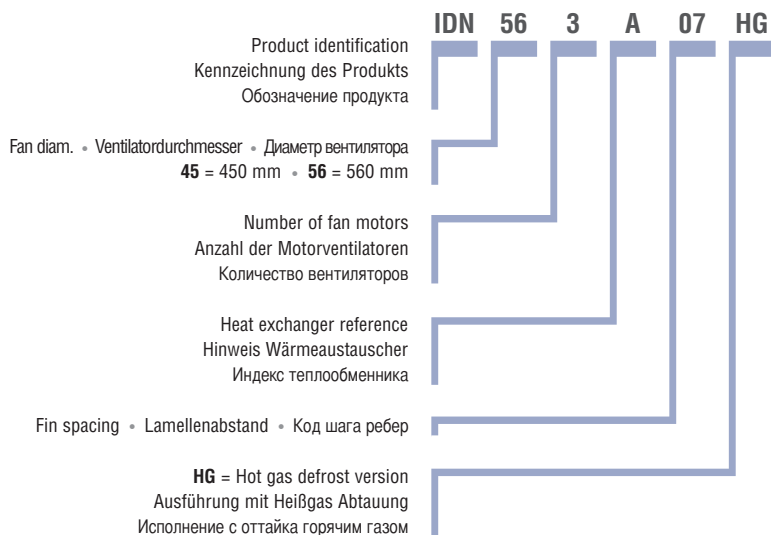 IDN 56 3 A 07 HG
Product identification
Kennzeichnung des Produkts
Обозначение продукта
Fan diam. • Ventilatordurchmesser • Диаметр вентилятора
45 = 450 mm • 56 = 560 mm
Number of fan motors
Anzahl der Motorventilatoren
Количество вентиляторов
Heat exchanger reference
Hinweis Wärmeaustauscher
Индекс теплообменника
Fin spacing • Lamellenabstand • Код шага ребер
HG = Hot gas defrost version
Ausführung mit Heißgas Abtauung
Исполнение с оттайка горячим газом